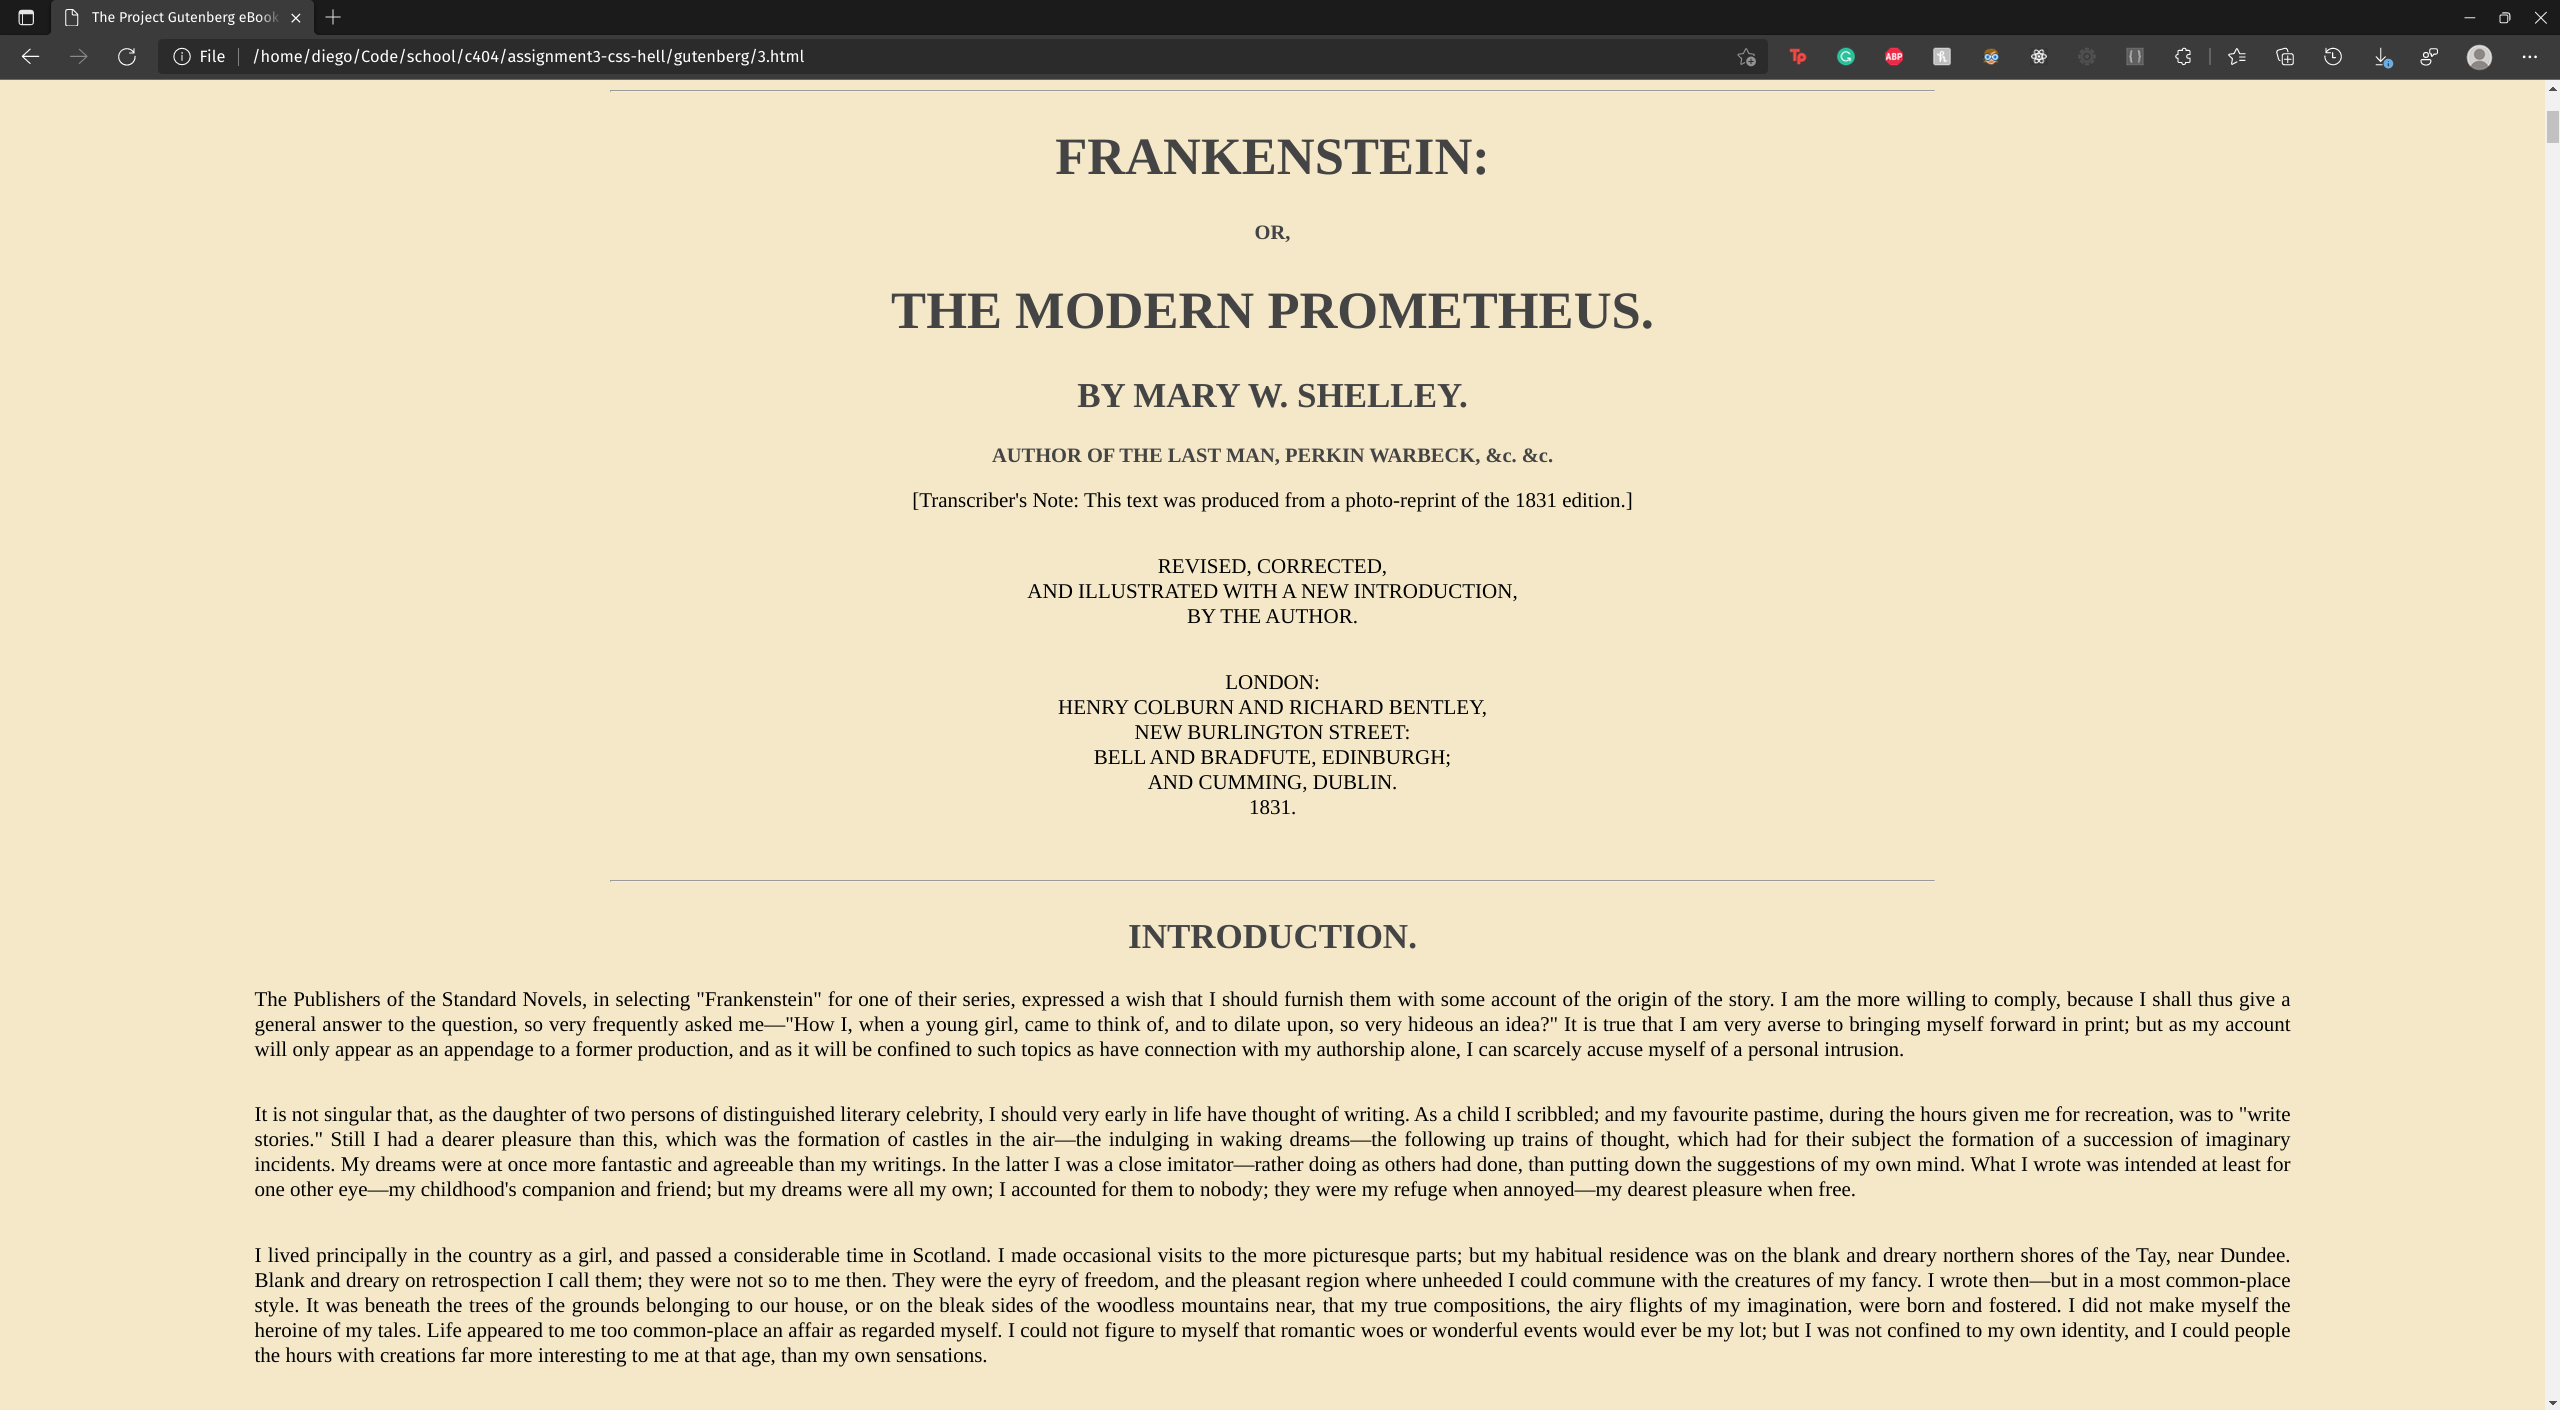 The Project Gutenberg eBook
File
/home/diego/Code/school/c404/assignment3-css-hell/gutenberg/3.html
Tp
ABP
FRANKENSTEIN:
OR,
THE MODERN PROMETHEUS.
BY MARY W. SHELLEY.
AUTHOR OF THE LAST MAN, PERKIN WARBECK, &c. &c.
[Transcriber's Note: This text was produced from a photo-reprint of the 1831 edition.]
REVISED, CORRECTED,
AND ILLUSTRATED WITH A NEW INTRODUCTION,
BY THE AUTHOR.
LONDON:
HENRY COLBURN AND RICHARD BENTLEY,
NEW BURLINGTON STREET:
BELL AND BRADFUTE, EDINBURGH;
AND CUMMING, DUBLIN.
1831.
INTRODUCTION.
The Publishers of the Standard Novels, in selecting "Frankenstein" for one of their series, expressed a wish that I should furnish them with some account of the origin of the story. I am the more willing to comply, because I shall thus give a
general answer to the question, so very frequently asked me—"How I, when a young girl, came to think of, and to dilate upon, so very hideous an idea?" It is true that I am very averse to bringing myself forward in print; but as my account
will only appear as an appendage to a former production, and as it will be confined to such topics as have connection with my authorship alone, I can scarcely accuse myself of a personal intrusion.
It is not singular that, as the daughter of two persons of distinguished literary celebrity, I should very early in life have thought of writing. As a child I scribbled; and my favourite pastime, during the hours given me for recreation, was to "write
stories." Still I had a dearer pleasure than this, which was the formation of castles in the air—the indulging in waking dreams—the following up trains of thought, which had for their subject the formation of a succession of imaginary
incidents. My dreams were at once more fantastic and agreeable than my writings. In the latter I was a close imitator—rather doing as others had done, than putting down the suggestions of my own mind. What I wrote was intended at least for
one other eye—my childhood's companion and friend; but my dreams were all my own; I accounted for them to nobody; they were my refuge when annoyed—my dearest pleasure when free.
I lived principally in the country as a girl, and passed a considerable time in Scotland. I made occasional visits to the more picturesque parts; but my habitual residence was on the blank and dreary northern shores of the Tay, near Dundee.
Blank and dreary on retrospection I call them; they were not so to me then. They were the eyry of freedom, and the pleasant region where unheeded I could commune with the creatures of my fancy. I wrote then—but in a most common-place
style. It was beneath the trees of the grounds belonging to our house, or on the bleak sides of the woodless mountains near, that my true compositions, the airy flights of my imagination, were born and fostered. I did not make myself the
heroine of my tales. Life appeared to me too common-place an affair as regarded myself. I could not figure to myself that romantic woes or wonderful events would ever be my lot; but I was not confined to my own identity, and I could people
the hours with creations far more interesting to me at that age, than my own sensations.